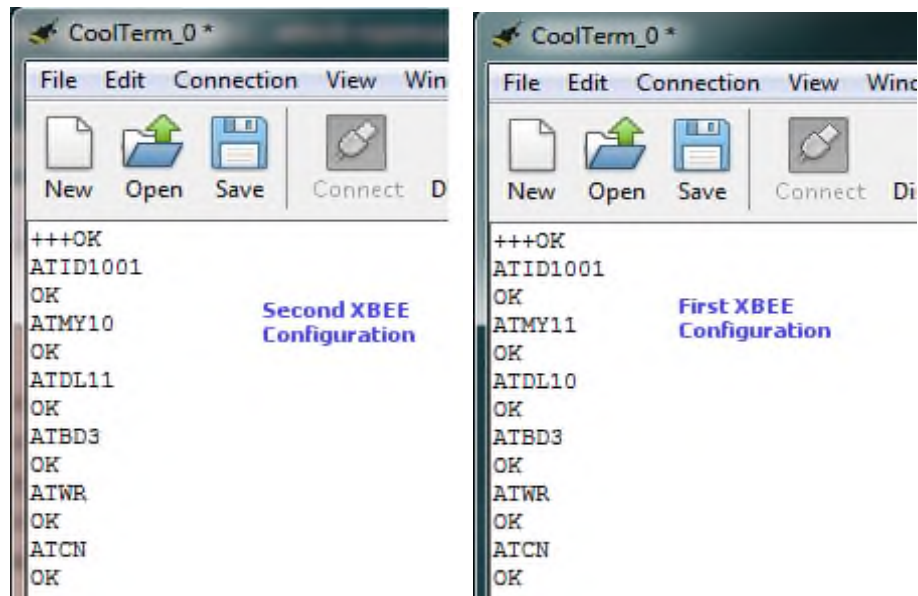 CoolTerm_0 *
File Edit Connection View Win
New Open Save Connect D
+++OK
ATID1001
OK
ATMY10
OK
ATDL11
OK
ATBD3
OK
ATWR
OK
ATCN
OK
Second XBEE
Configuration
CoolTerm_0 *
File Edit Connection View Wind
New Open Save Connect Di
+++OK
ATID1001
OK
ATMY11
OK
ATDL10
OK
ATBD3
OK
ATWR
OK
ATCN
OK
First XBEE
Configuration